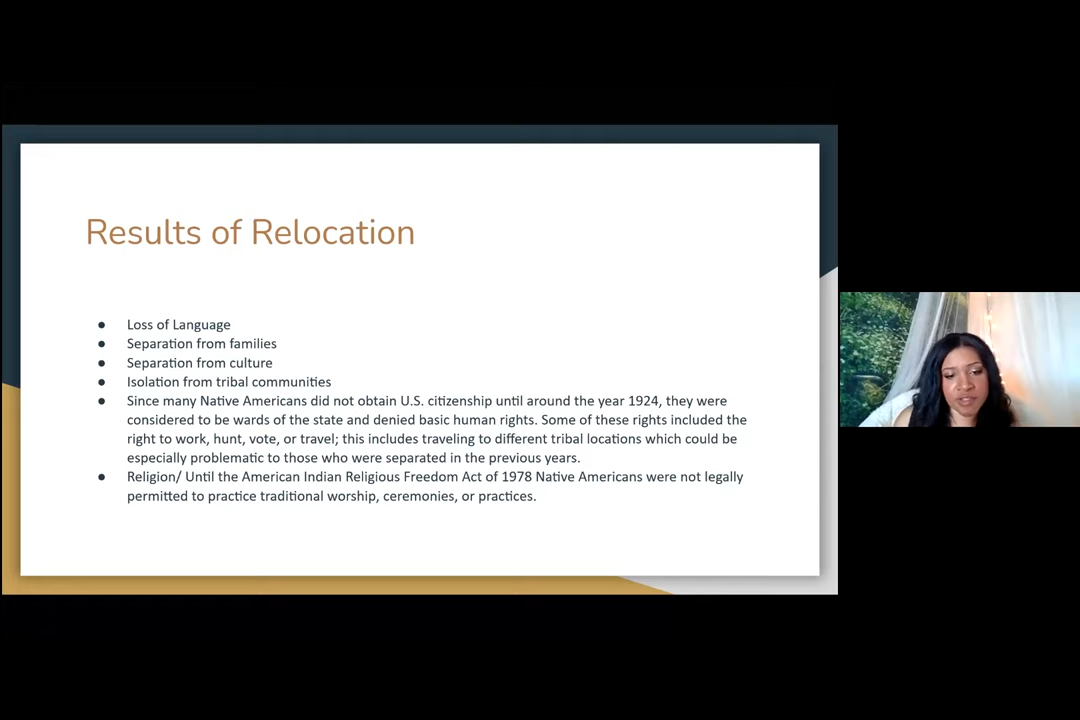 Results of Relocation
● Loss of Language
● Separation from families
● Separation from culture
● Isolation from tribal communities
● Since many Native Americans did not obtain U.S. citizenship until around the year 1924, they were
considered to be wards of the state and denied basic human rights. Some of these rights included the
right to work, hunt, vote, or travel; this includes traveling to different tribal locations which could be
especially problematic to those who were separated in the previous years.
● Religion/ Until the American Indian Religious Freedom Act of 1978 Native Americans were not legally
permitted to practice traditional worship, ceremonies, or practices.